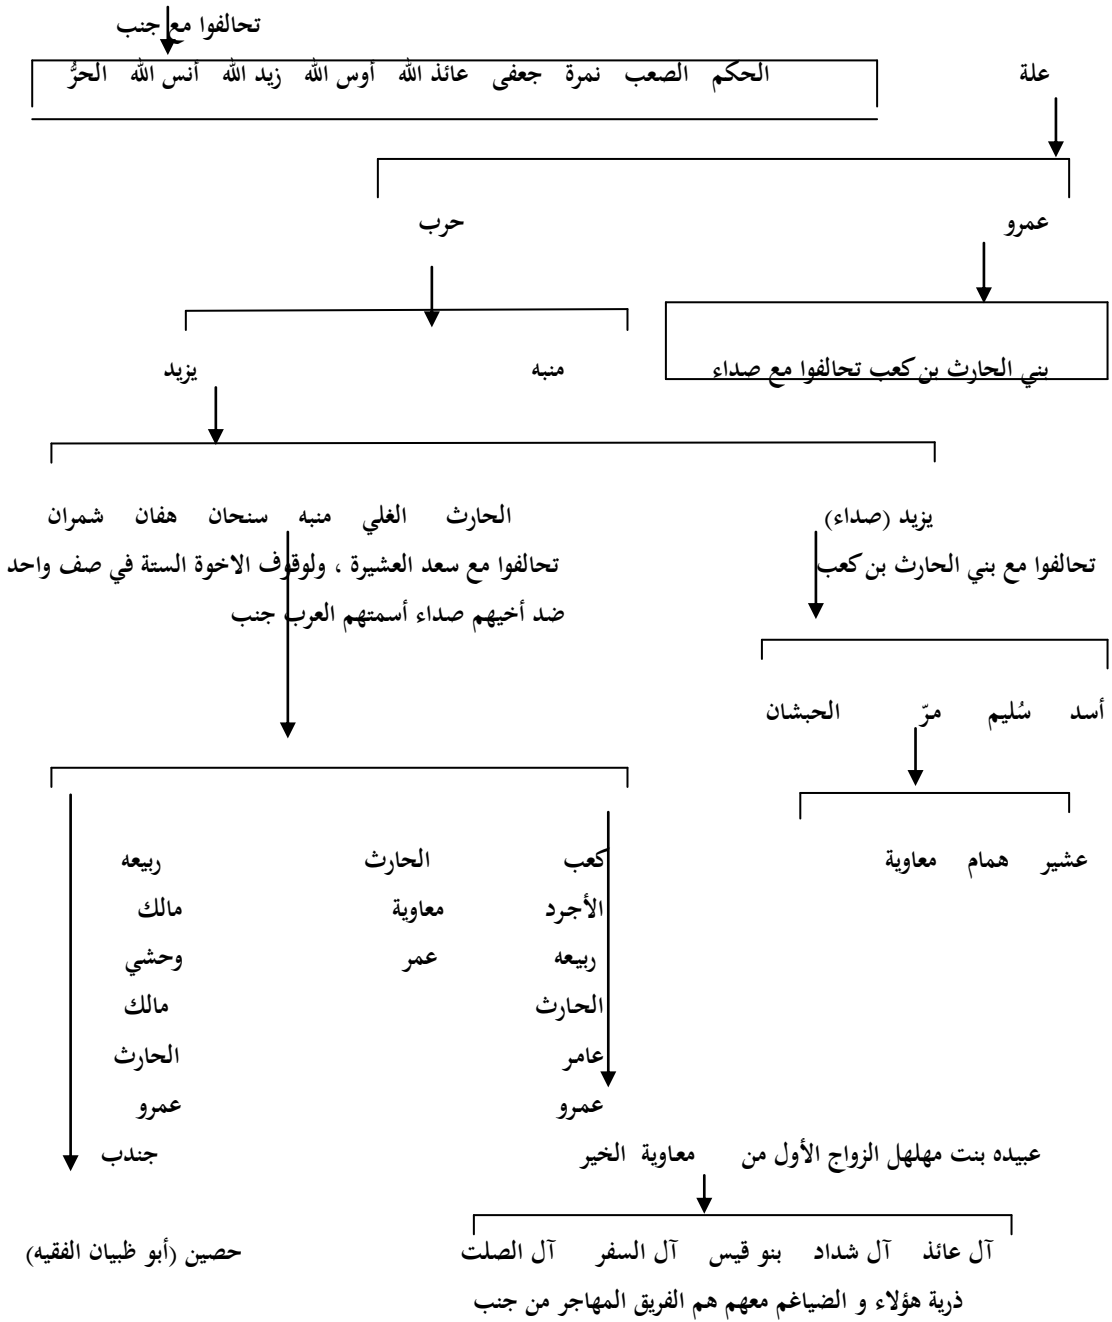 تحالفوا مع جنب
علة الحكم الصعب نمرة جعفى عائذ الله أوس الله زيد الله أنس الله الحرُّ
عمرو حرب
بني الحارث بن كعب تحالفوا مع صداء منبه يزيد
يزيد (صداء) الحارث الغلي منبه سنحان هفان شمران
تحالفوا مع بني الحارث بن كعب تحالفوا مع سعد العشيرة ، ولوقوف الاخوة الستة في صف واحد
ضد أخيهم صداء أسمتهم العرب جنب
أسد سُليم مرّ الحبشان
عشير همام معاوية كعب الحارث ربيعه
الأجرد معاوية مالك
ربيعه عمر وحشي
الحارث مالك
عامر الحارث
عمرو عمرو
عبيده بنت مهلهل الزواج الأول من معاوية الخير جندب
آل عائذ آل شداد بنو قيس آل السفر آل الصلت حصين (أبو ظبيان الفقيه)
ذرية هؤلاء و الضياغم معهم هم الفريق المهاجر من جنب